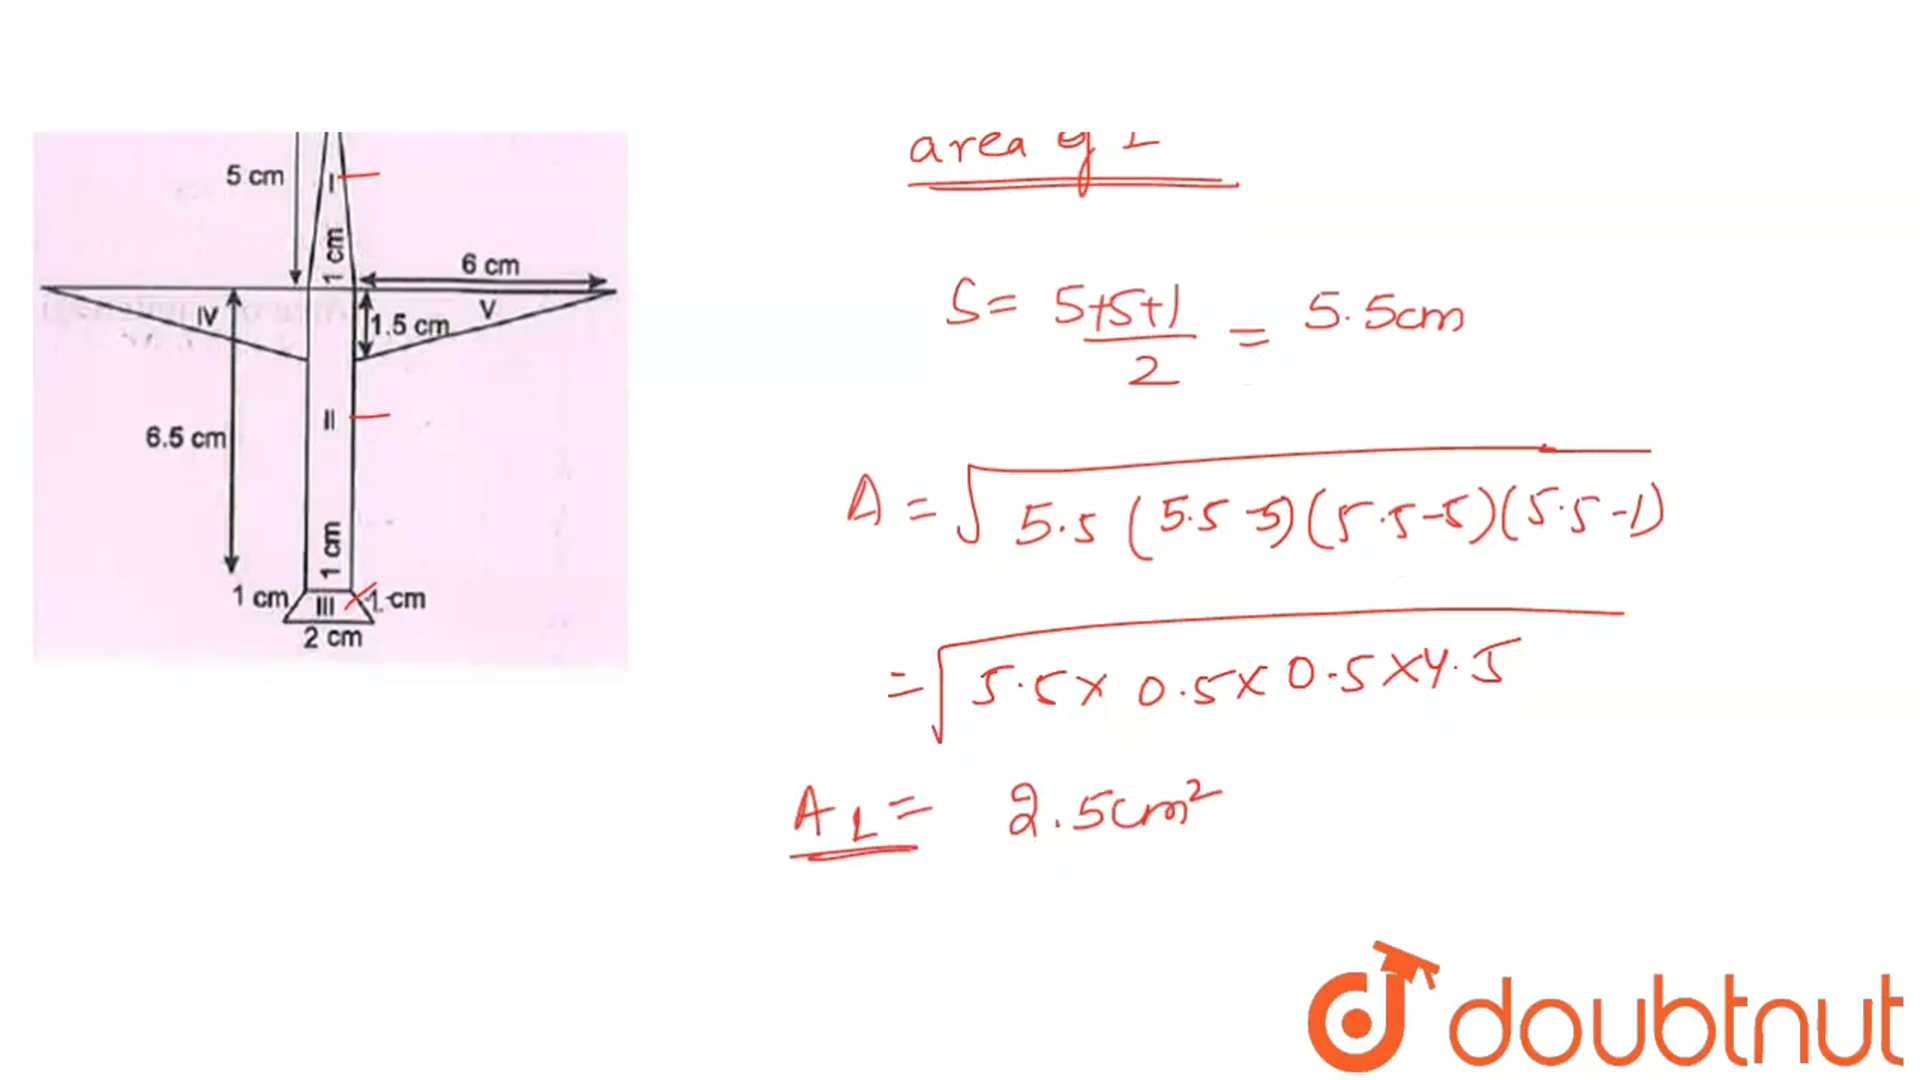 area of I
5 cm
I
1 cm
6 cm
IV
1.5 cm
V
II
6.5 cm
1 cm
1 cm
III
1 cm
2 cm
S = 5+5+1 / 2 = 5.5cm
A = √5.5 (5.5-5)(5.5-5)(5.5-1)
= √5.5 x 0.5 x 0.5 x 4.5
A1 = 2.5cm²
doubtnut